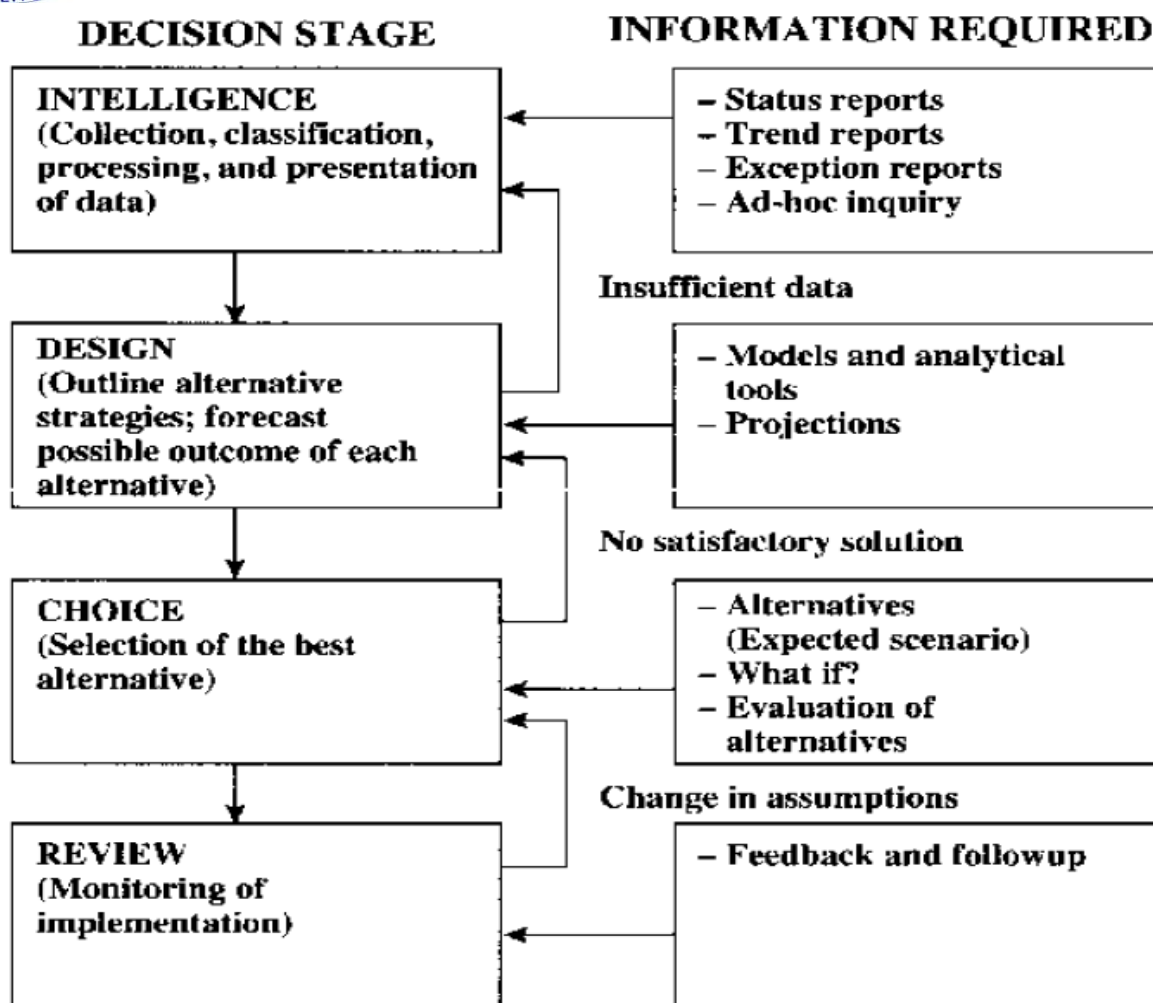 DECISION STAGE
INFORMATION REQUIRED
INTELLIGENCE
(Collection, classification,
processing, and presentation
of data)
– Status reports
– Trend reports
– Exception reports
– Ad-hoc inquiry
Insufficient data
DESIGN
(Outline alternative
strategies; forecast
possible outcome of each
alternative)
– Models and analytical
tools
– Projections
No satisfactory solution
CHOICE
(Selection of the best
alternative)
– Alternatives
(Expected scenario)
– What if?
– Evaluation of
alternatives
Change in assumptions
REVIEW
(Monitoring of
implementation)
– Feedback and followup